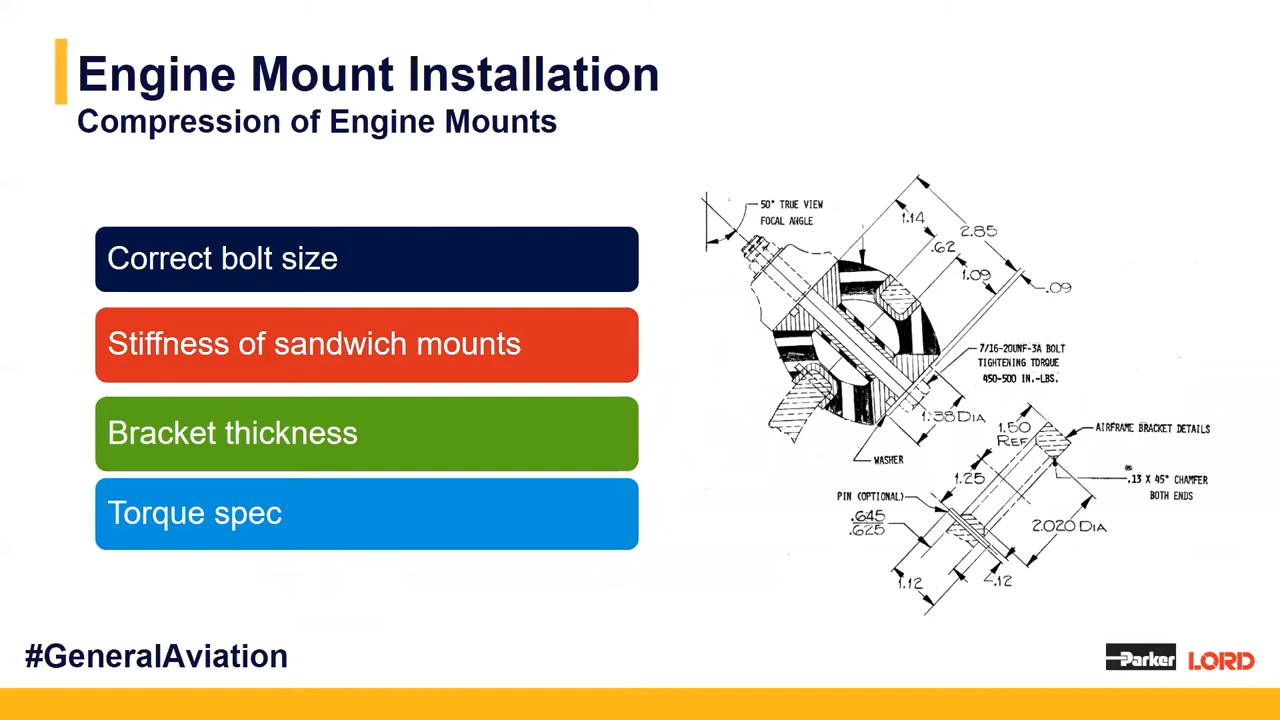 Engine Mount Installation
Compression of Engine Mounts
Correct bolt size
Stiffness of sandwich mounts
Bracket thickness
Torque spec
50° TRUE VIEW
FOCAL ANGLE
1.14
2.85
.62
1.09
.09
7/16-20UNF-3A BOLT
TIGHTENING TORQUE
450-500 IN.-LBS.
1.38 DIA
WASHER
1.50
REF
AIRFRAME BRACKET DETAILS
1.25
.13 X 45° CHAMFER
BOTH ENDS
PIN (OPTIONAL)
.645
.625
2.020 DIA
1.12
.12
#GeneralAviation
Parker LORD